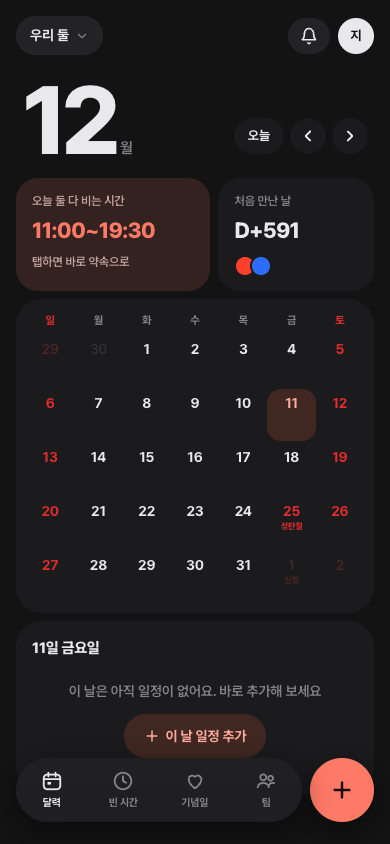 우리 둘
지
12월
오늘
오늘 둘 다 비는 시간
11:00~19:30
탭하면 바로 약속으로
처음 만난 날
D+591
일 월 화 수 목 금 토
29 30 1 2 3 4 5
6 7 8 9 10 11 12
13 14 15 16 17 18 19
20 21 22 23 24 25 26
성탄절
27 28 29 30 31 1 2
신정
11일 금요일
이 날은 아직 일정이 없어요. 바로 추가해 보세요
+ 이 날 일정 추가
달력 빈 시간 기념일 팀